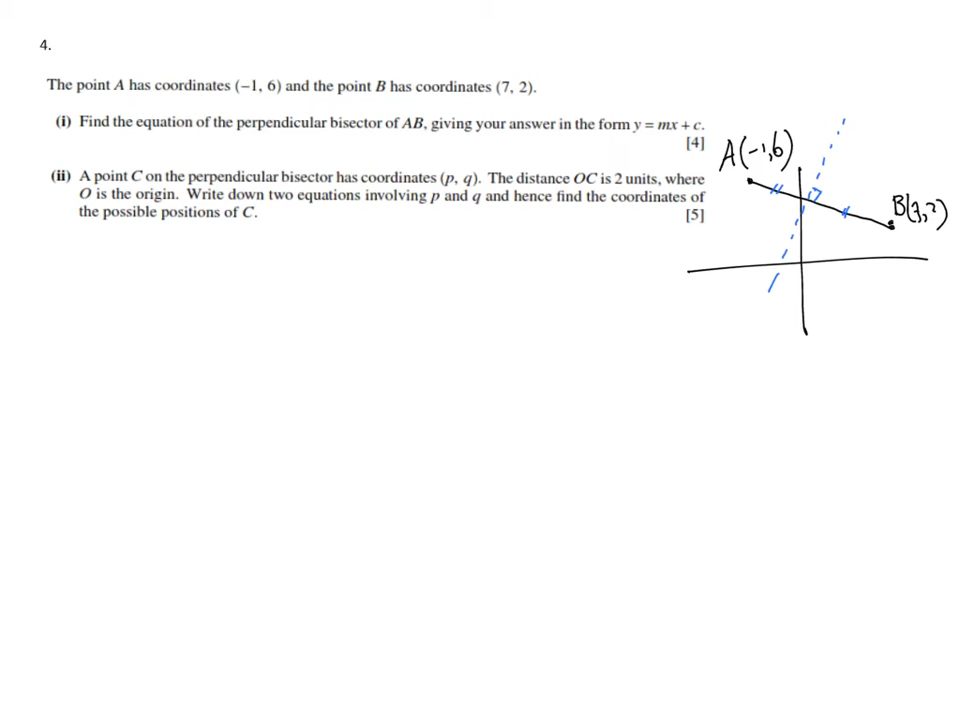 4.
The point A has coordinates (−1, 6) and the point B has coordinates (7, 2).
(i) Find the equation of the perpendicular bisector of AB, giving your answer in the form y = mx + c.
[4]
(ii) A point C on the perpendicular bisector has coordinates (p, q). The distance OC is 2 units, where
O is the origin. Write down two equations involving p and q and hence find the coordinates of
the possible positions of C.
[5]
A(-1,6)
B(7,2)